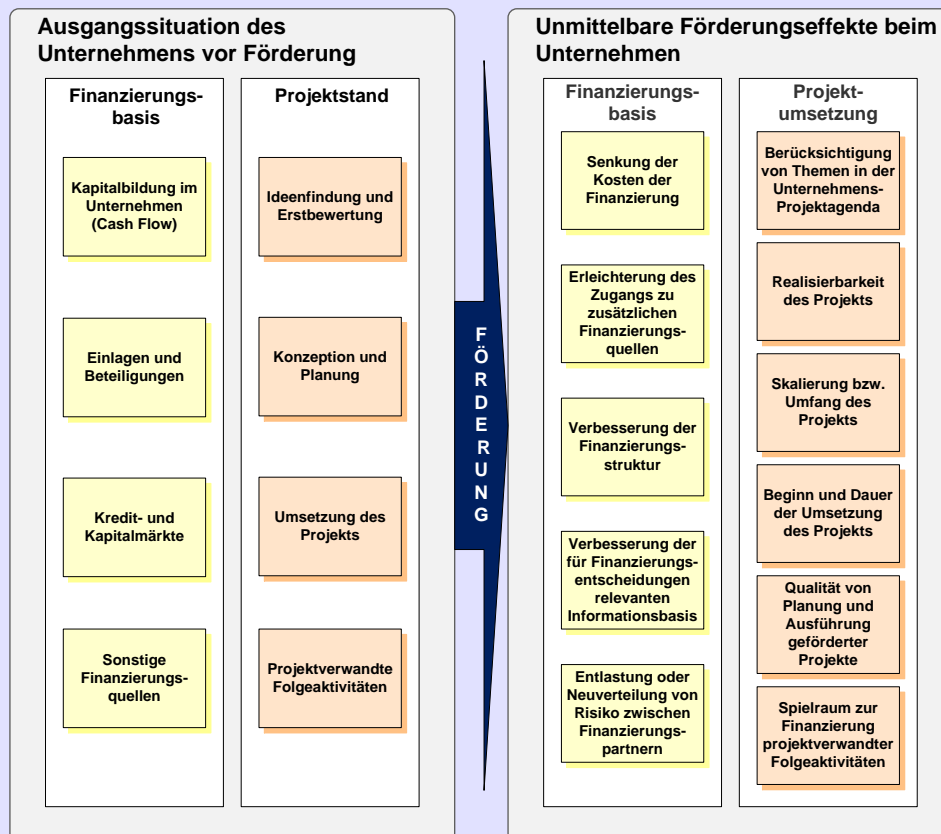 Ausgangssituation des
Unternehmens vor Förderung
Finanzierungs-
basis
Kapitalbildung im
Unternehmen
(Cash Flow)
Einlagen und
Beteiligungen
Kredit- und
Kapitalmärkte
Sonstige
Finanzierungs-
quellen
Projektstand
Ideenfindung und
Erstbewertung
Konzeption und
Planung
Umsetzung des
Projekts
Projektverwandte
Folgeaktivitäten
FÖRDERUNG
Unmittelbare Förderungseffekte beim
Unternehmen
Finanzierungs-
basis
Senkung der
Kosten der
Finanzierung
Erleichterung des
Zugangs zu
zusätzlichen
Finanzierungs-
quellen
Verbesserung der
Finanzierungs-
struktur
Verbesserung der
für Finanzierungs-
entscheidungen
relevanten
Informationsbasis
Entlastung oder
Neuverteilung von
Risiko zwischen
Finanzierungs-
partnern
Projekt-
umsetzung
Berücksichtigung
von Themen in der
Unternehmens-
Projektagenda
Realisierbarkeit
des Projekts
Skalierung bzw.
Umfang des
Projekts
Beginn und Dauer
der Umsetzung
des Projekts
Qualität von
Planung und
Ausführung
geförderter
Projekte
Spielraum zur
Finanzierung
projektverwandter
Folgeaktivitäten